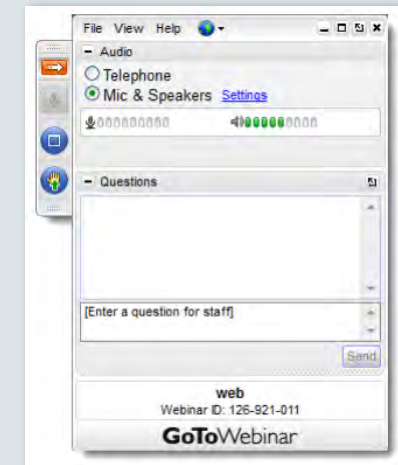 File View Help
− Audio
Telephone
Mic & Speakers Settings
− Questions
[Enter a question for staff]
Send
web
Webinar ID: 126-921-011
GoToWebinar